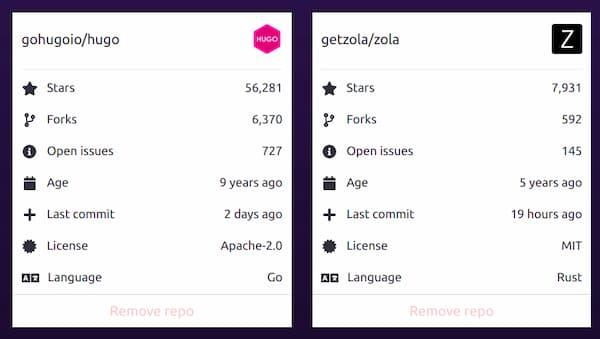 gohugoio/hugo
HUGO
Stars 56,281
Forks 6,370
Open issues 727
Age 9 years ago
Last commit 2 days ago
License Apache-2.0
Language Go
Remove repo
getzola/zola
Z
Stars 7,931
Forks 592
Open issues 145
Age 5 years ago
Last commit 19 hours ago
License MIT
Language Rust
Remove repo